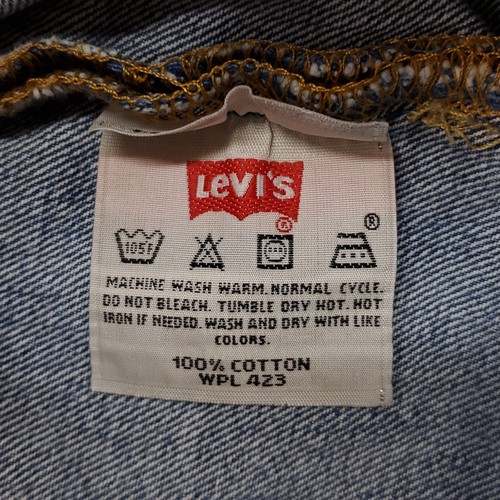 Levi's
®
®
105F
MACHINE WASH WARM. NORMAL CYCLE.
DO NOT BLEACH. TUMBLE DRY HOT. HOT
IRON IF NEEDED. WASH AND DRY WITH LIKE
COLORS.
100% COTTON
WPL 423